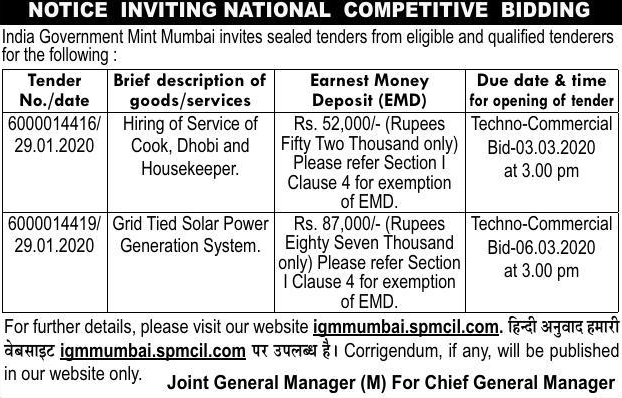 NOTICE INVITING NATIONAL COMPETITIVE BIDDING
India Government Mint Mumbai invites sealed tenders from eligible and qualified tenderers
for the following :
Tender
No./date
Brief description of
goods/services
Earnest Money
Deposit (EMD)
Due date & time
for opening of tender
6000014416/
29.01.2020
Hiring of Service of
Cook, Dhobi and
Housekeeper.
Rs. 52,000/- (Rupees
Fifty Two Thousand only)
Please refer Section I
Clause 4 for exemption
of EMD.
Techno-Commercial
Bid-03.03.2020
at 3.00 pm
6000014419/
29.01.2020
Grid Tied Solar Power
Generation System.
Rs. 87,000/- (Rupees
Eighty Seven Thousand
only) Please refer Section
I Clause 4 for exemption
of EMD.
Techno-Commercial
Bid-06.03.2020
at 3.00 pm
For further details, please visit our website igmmumbai.spmcil.com. हिन्दी अनुवाद हमारी
वेबसाइट igmmumbai.spmcil.com पर उपलब्ध है। Corrigendum, if any, will be published
in our website only.
Joint General Manager (M) For Chief General Manager